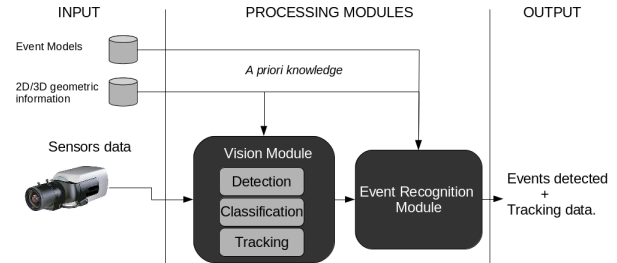 INPUT
PROCESSING MODULES
OUTPUT
Event Models
A priori knowledge
2D/3D geometric
information
Sensors data
Vision Module
Detection
Classification
Tracking
Event Recognition
Module
Events detected
+
Tracking data.